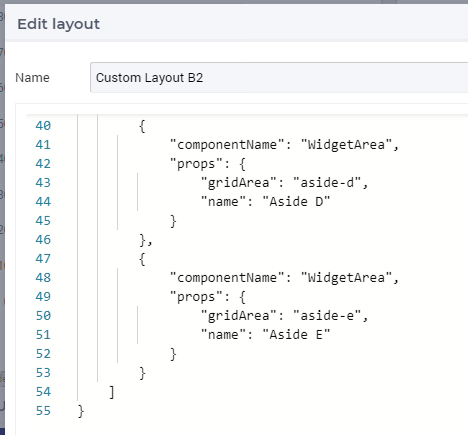 Edit layout
Name
Custom Layout B2
40 {
41 "componentName": "WidgetArea",
42 "props": {
43 "gridArea": "aside-d",
44 "name": "Aside D"
45 }
46 },
47 {
48 "componentName": "WidgetArea",
49 "props": {
50 "gridArea": "aside-e",
51 "name": "Aside E"
52 }
53 }
54 ]
55 }